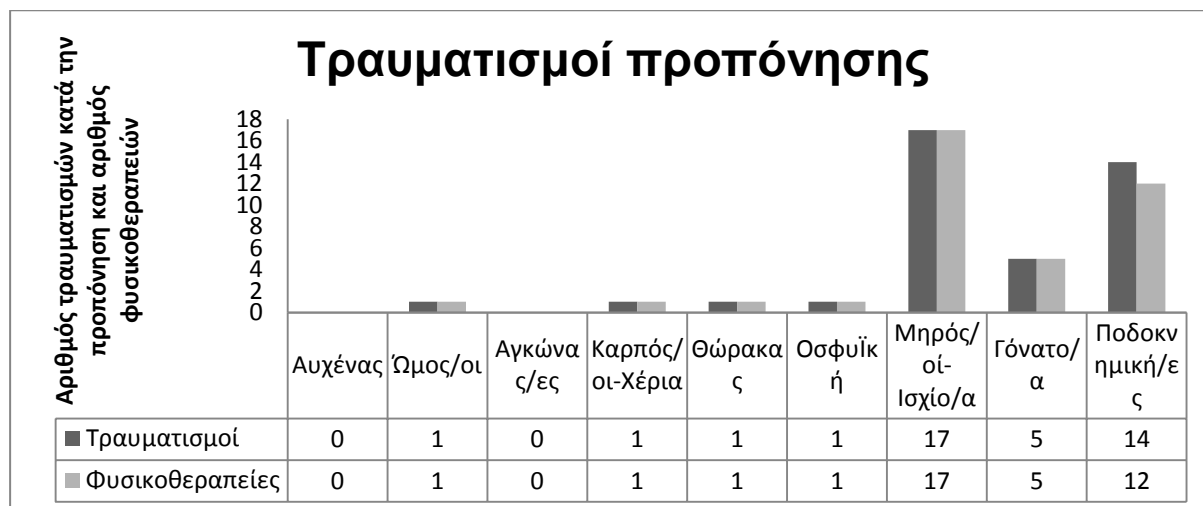 Τραυματισμοί προπόνησης
Αριθμός τραυματισμών κατά την
προπόνηση και αριθμός
φυσικοθεραπειών
18
16
14
12
10
8
6
4
2
0
Αυχένας Ώμος/οι Αγκώνα
ς/ες Καρπός/
οι-Χέρια Θώρακα
ς Οσφυϊκ
ή Μηρός/
οί-
Ισχίο/α Γόνατο/
α Ποδοκν
ημική/ε
ς
Τραυματισμοί 0 1 0 1 1 1 17 5 14
Φυσικοθεραπείες 0 1 0 1 1 1 17 5 12